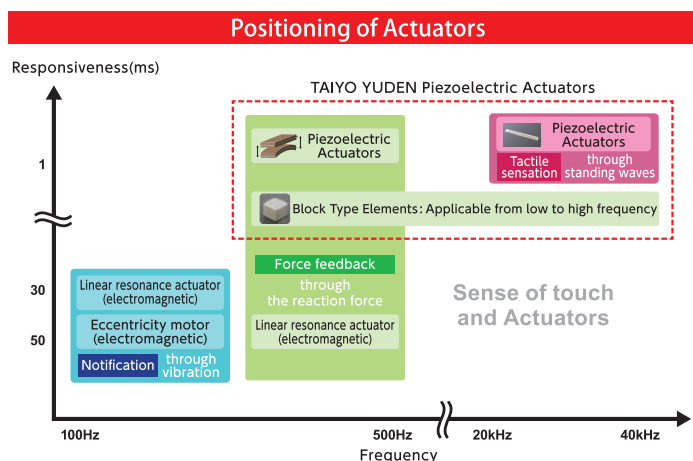 Positioning of Actuators
Responsiveness(ms)
TAIYO YUDEN Piezoelectric Actuators
Piezoelectric
Actuators
Piezoelectric
Actuators
Tactile
sensation
through
standing waves
1
Block Type Elements: Applicable from low to high frequency
Force feedback
through
the reaction force
Linear resonance actuator
(electromagnetic)
Linear resonance actuator
(electromagnetic)
Eccentricity motor
(electromagnetic)
Notification
through
vibration
30
50
Sense of touch
and Actuators
100Hz
500Hz
20kHz
40kHz
Frequency